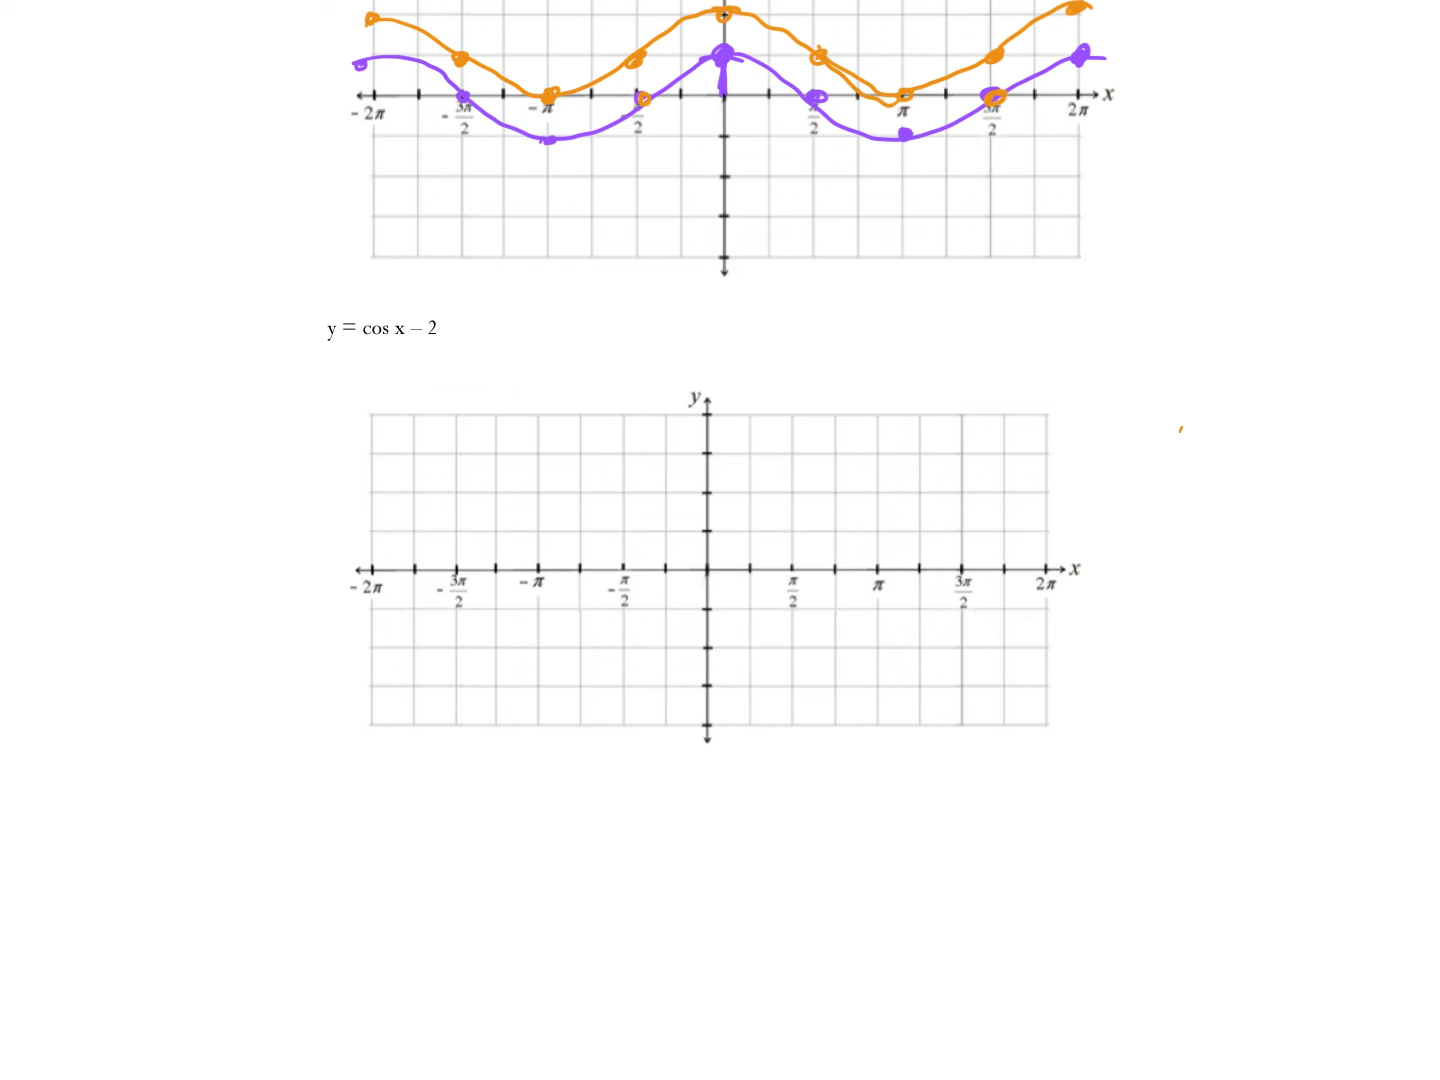 x
- 2π - 3π/2 - π - π/2 π/2 π 3π/2 2π
y = cos x – 2
y
x
- 2π - 3π/2 - π - π/2 π/2 π 3π/2 2π